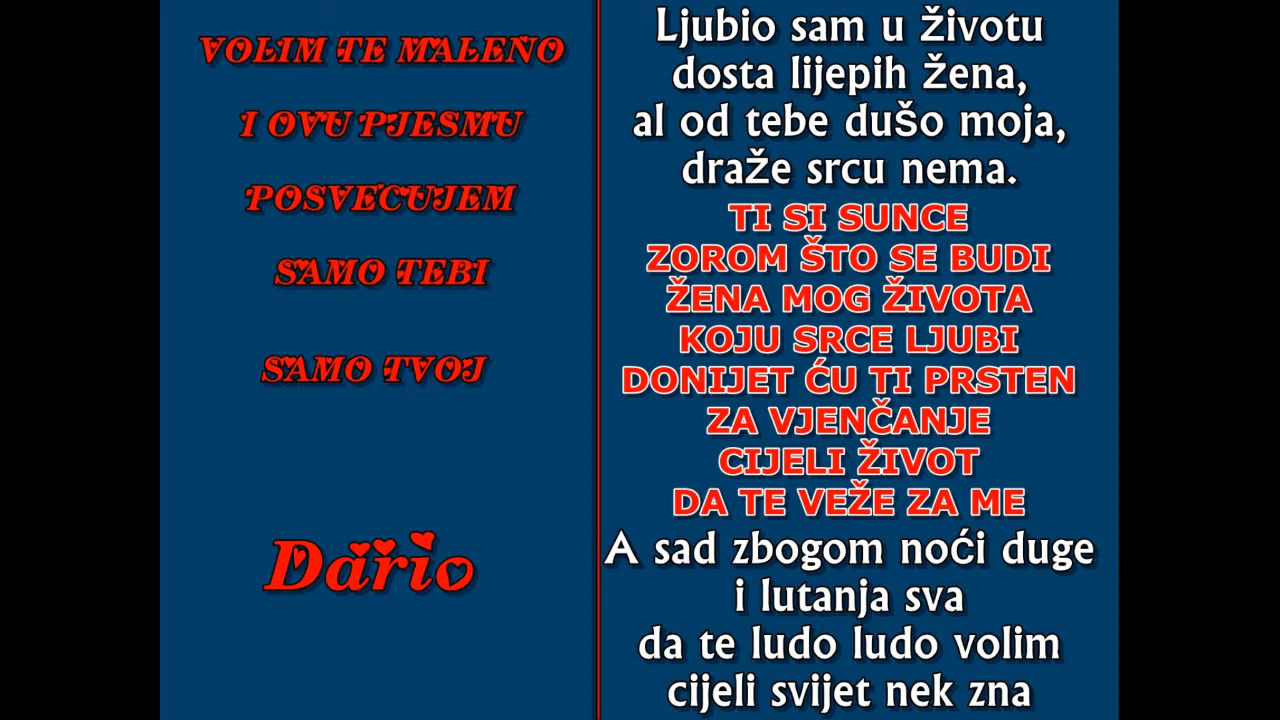 VOLIM TE MALENO
I OVU PJESMU
POSVEĆUJEM
SAMO TEBI
SAMO TVOJ
Dario
Ljubio sam u životu
dosta lijepih žena,
al od tebe dušo moja,
draže srcu nema.
TI SI SUNCE
ZOROM ŠTO SE BUDI
ŽENA MOG ŽIVOTA
KOJU SRCE LJUBI
DONIJET ĆU TI PRSTEN
ZA VJENČANJE
CIJELI ŽIVOT
DA TE VEŽE ZA ME
A sad zbogom noći duge
i lutanja sva
da te ludo ludo volim
cijeli svijet nek zna